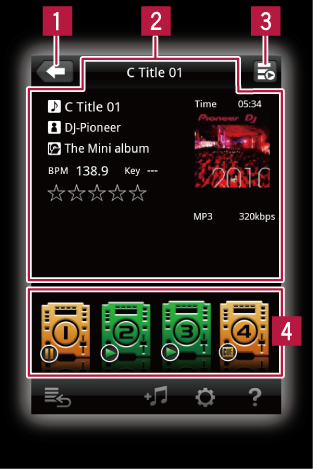 1 2 3
C Title 01
C Title 01
DJ-Pioneer
The Mini album
BPM 138.9 Key ---
Time 05:34
Pioneer Dj
2010
MP3 320kbps
1 2 3 4
4
?